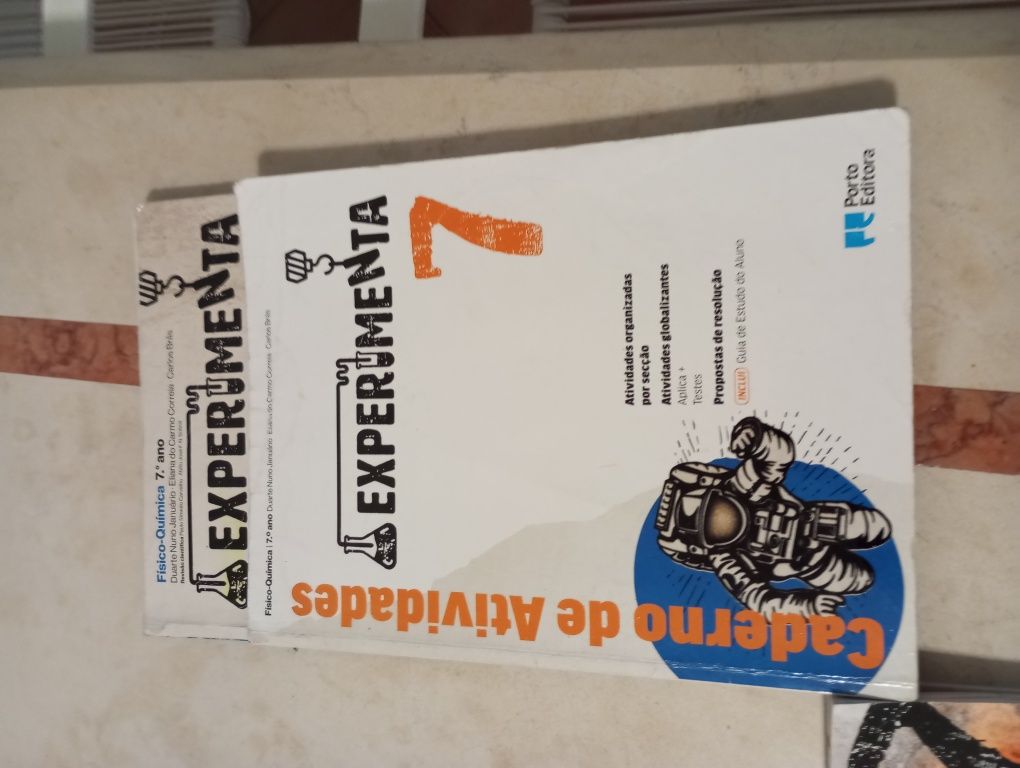 Físico-Química 7.º ano
Duarte Nuno Januário · Eliana do Carmo Correia · Carlos Brás
EXPERIMENTA
Físico-Química | 7.º ano Duarte Nuno Januário · Eliana do Carmo Correia · Carlos Brás
EXPERIMENTA
7
Caderno de Atividades
Atividades organizadas
por secção
Atividades globalizantes
Aplica +
Testes
Propostas de resolução
INCLUI Guia de Estudo do Aluno
Porto
Editora